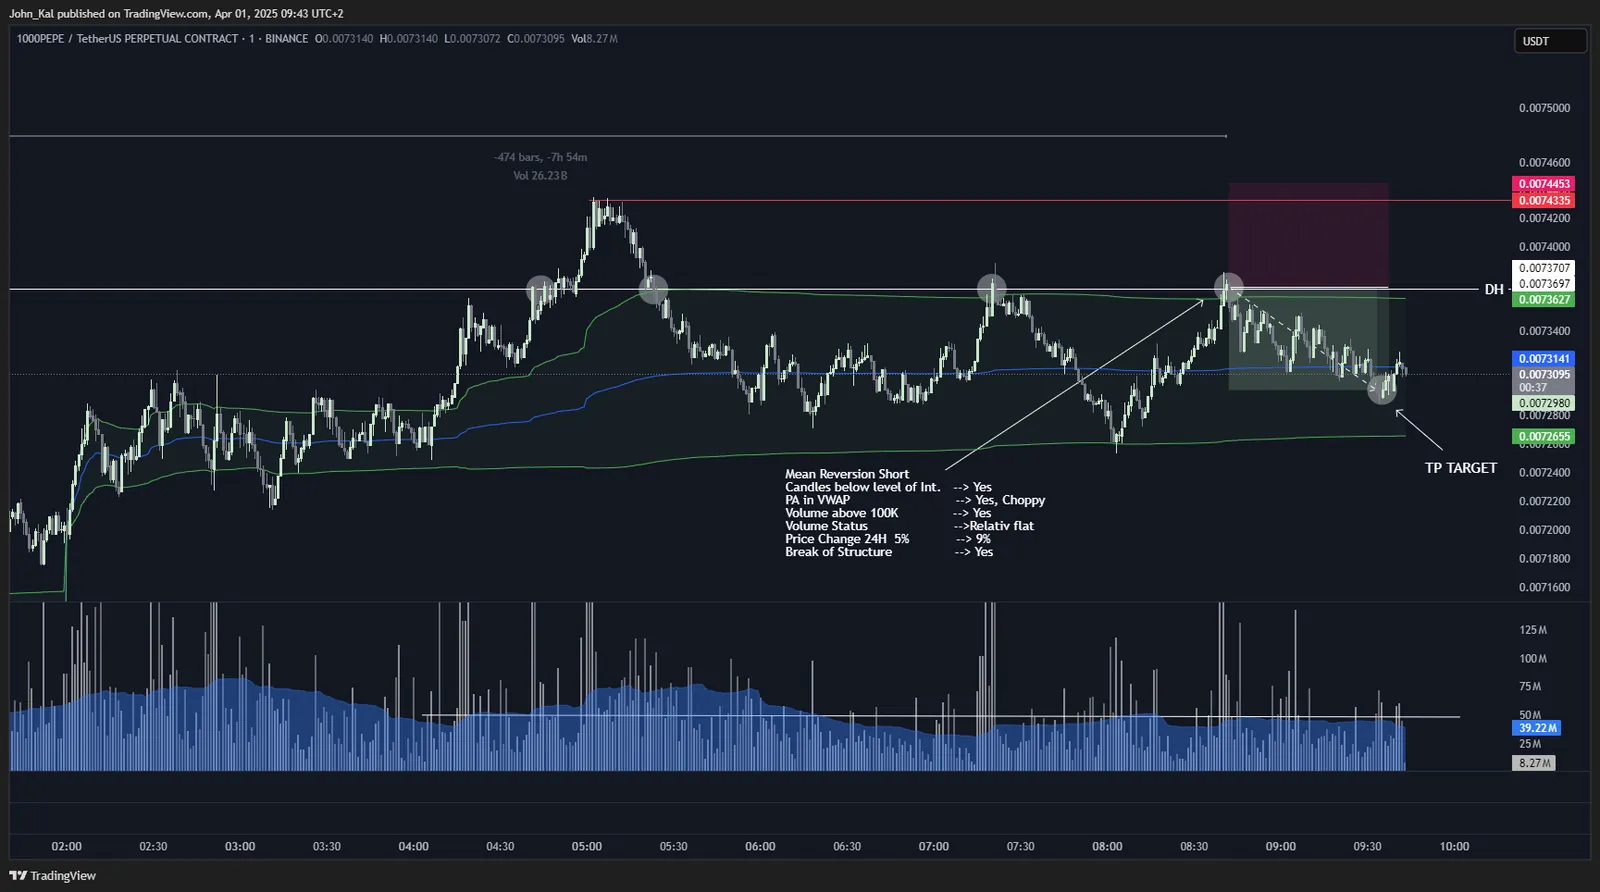 John_Kal published on TradingView.com, Apr 01, 2025 09:43 UTC+2
1000PEPE / TetherUS PERPETUAL CONTRACT · 1 · BINANCE O0.0073140 H0.0073140 L0.0073072 C0.0073095 Vol8.27M
USDT
0.0075000
-474 bars, -7h 54m
Vol 26.23B
0.0074600
0.0074453
0.0074335
0.0074200
0.0074000
0.0073707
0.0073697
DH
0.0073627
0.0073400
0.0073141
0.0073095
00:37
0.0072980
0.0072800
0.0072655
TP TARGET
0.0072400
Mean Reversion Short
Candles below level of Int. --> Yes
PA in VWAP --> Yes, Choppy
Volume above 100K --> Yes
Volume Status -->Relativ flat
Price Change 24H 5% --> 9%
Break of Structure --> Yes
0.0072200
0.0072000
0.0071800
0.0071600
125M
100M
75M
50M
39.22M
25M
8.27M
02:00 02:30 03:00 03:30 04:00 04:30 05:00 05:30 06:00 06:30 07:00 07:30 08:00 08:30 09:00 09:30 10:00
TradingView